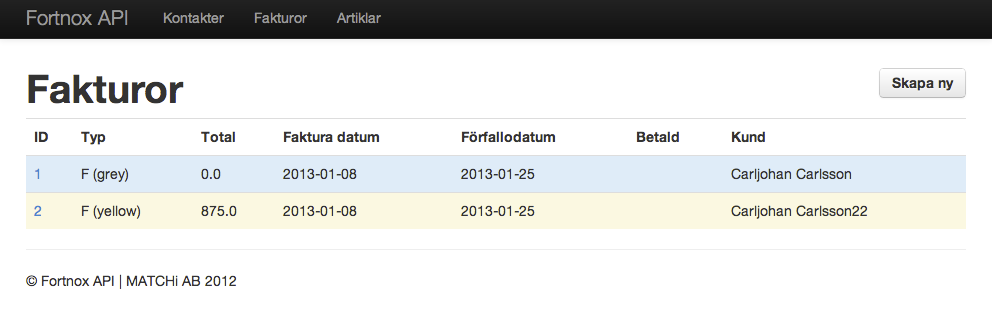 Fortnox API Kontakter Fakturor Artiklar
Fakturor Skapa ny
ID Typ Total Faktura datum Förfallodatum Betald Kund
1 F (grey) 0.0 2013-01-08 2013-01-25 Carljohan Carlsson
2 F (yellow) 875.0 2013-01-08 2013-01-25 Carljohan Carlsson22
© Fortnox API | MATCHi AB 2012